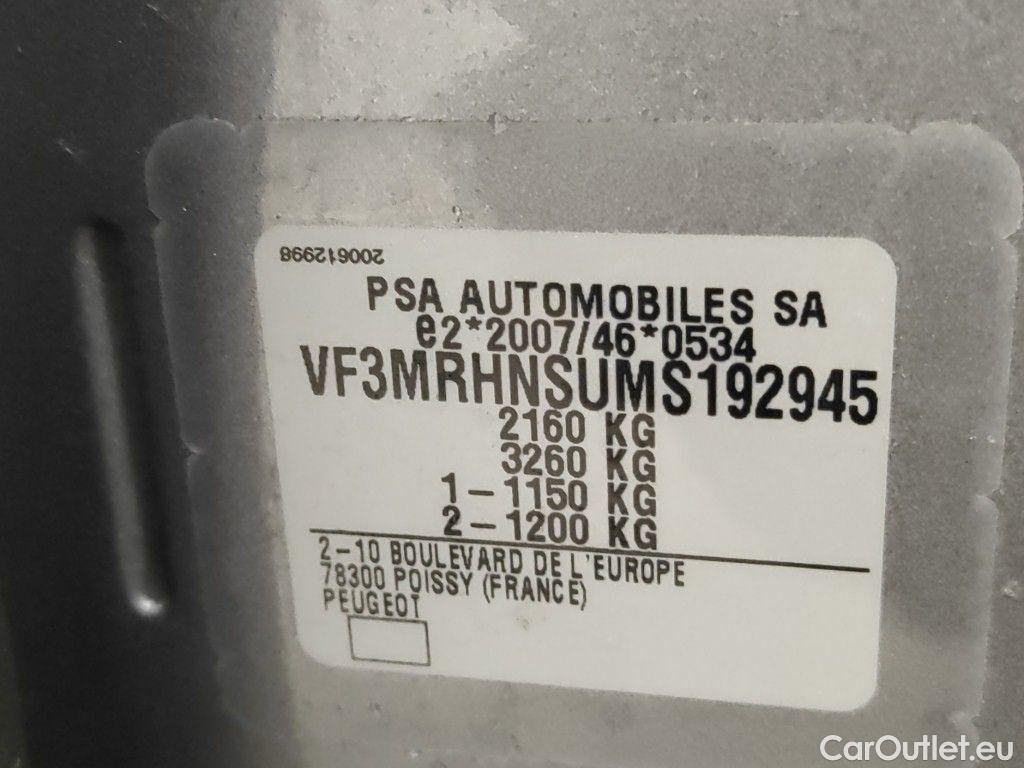 200612998
PSA AUTOMOBILES SA
e2*2007/46*0534
VF3MRHNSUMS192945
2160 KG
3260 KG
1-1150 KG
2-1200 KG
2-10 BOULEVARD DE L'EUROPE
78300 POISSY (FRANCE)
PEUGEOT
CarOutlet.eu